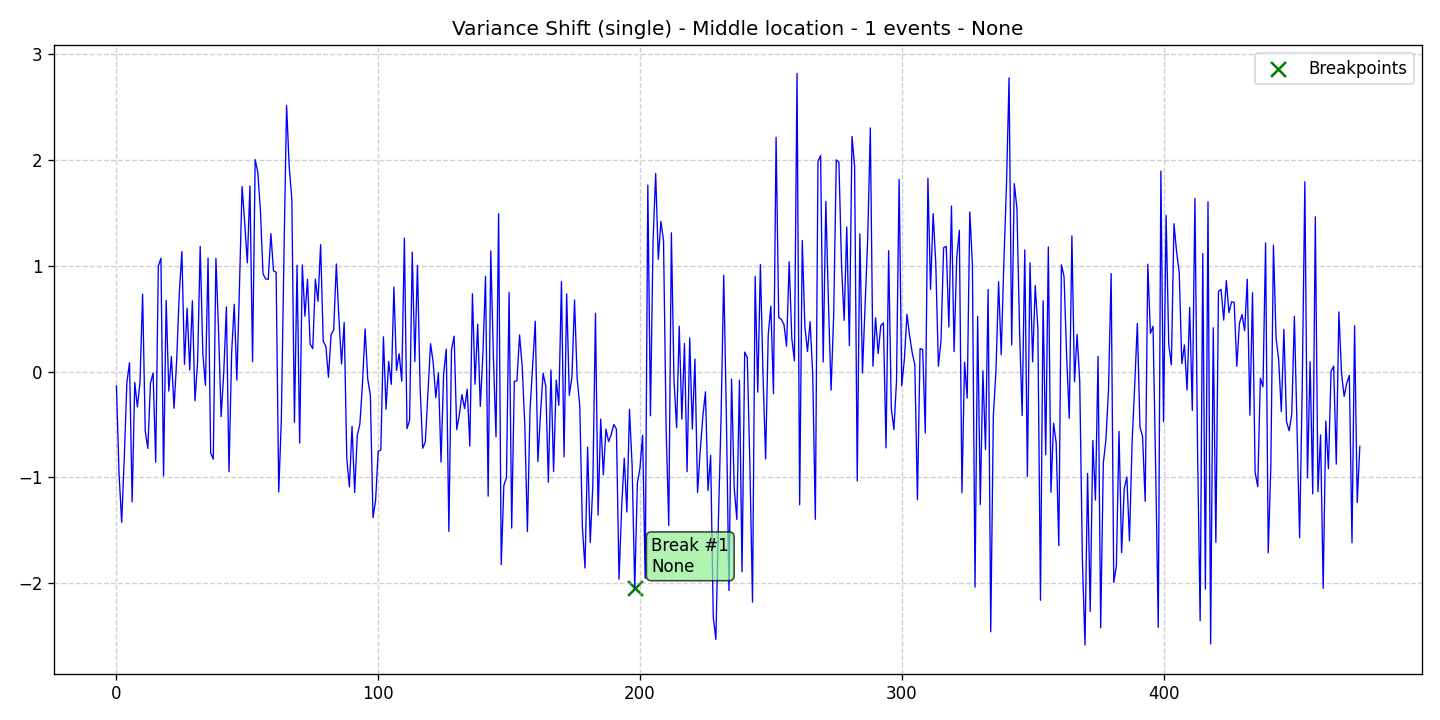 Variance Shift (single) - Middle location - 1 events - None
3
2
1
0
−1
−2
Breakpoints
Break #1
None
0
100
200
300
400